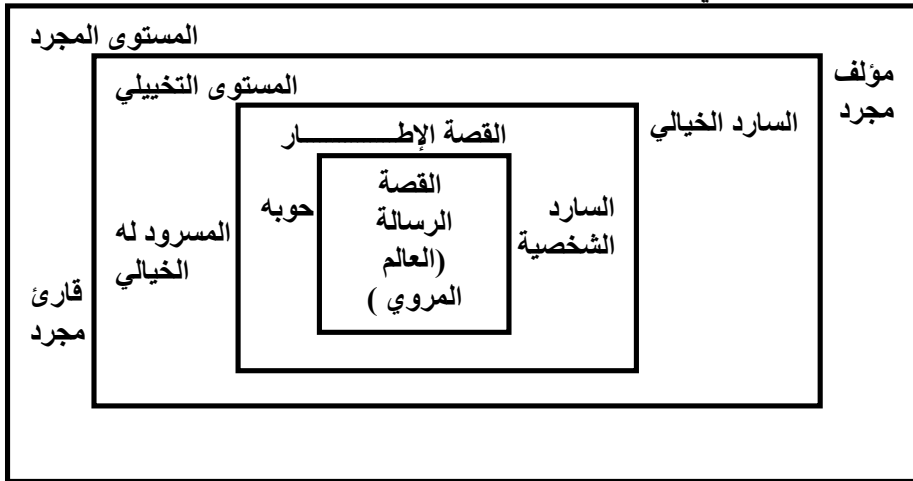 المستوى المجرد
مؤلف
مجرد
المستوى التخييلي
السارد الخيالي
القصة الإطــــــــــــار
السارد
الشخصية
القصة
الرسالة
(العالم
المروي )
حوبه
المسرود له
الخيالي
قارئ
مجرد